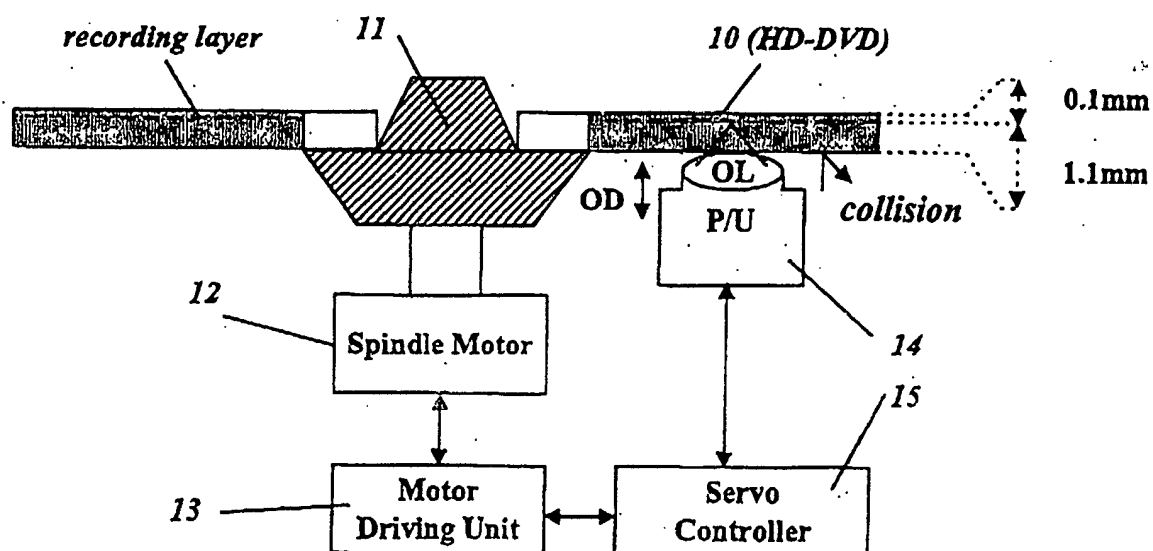 recording layer
11
10 (HD-DVD)
0.1mm
1.1mm
OL
OD
P/U
collision
12
Spindle Motor
14
15
13
Motor
Driving Unit
Servo
Controller